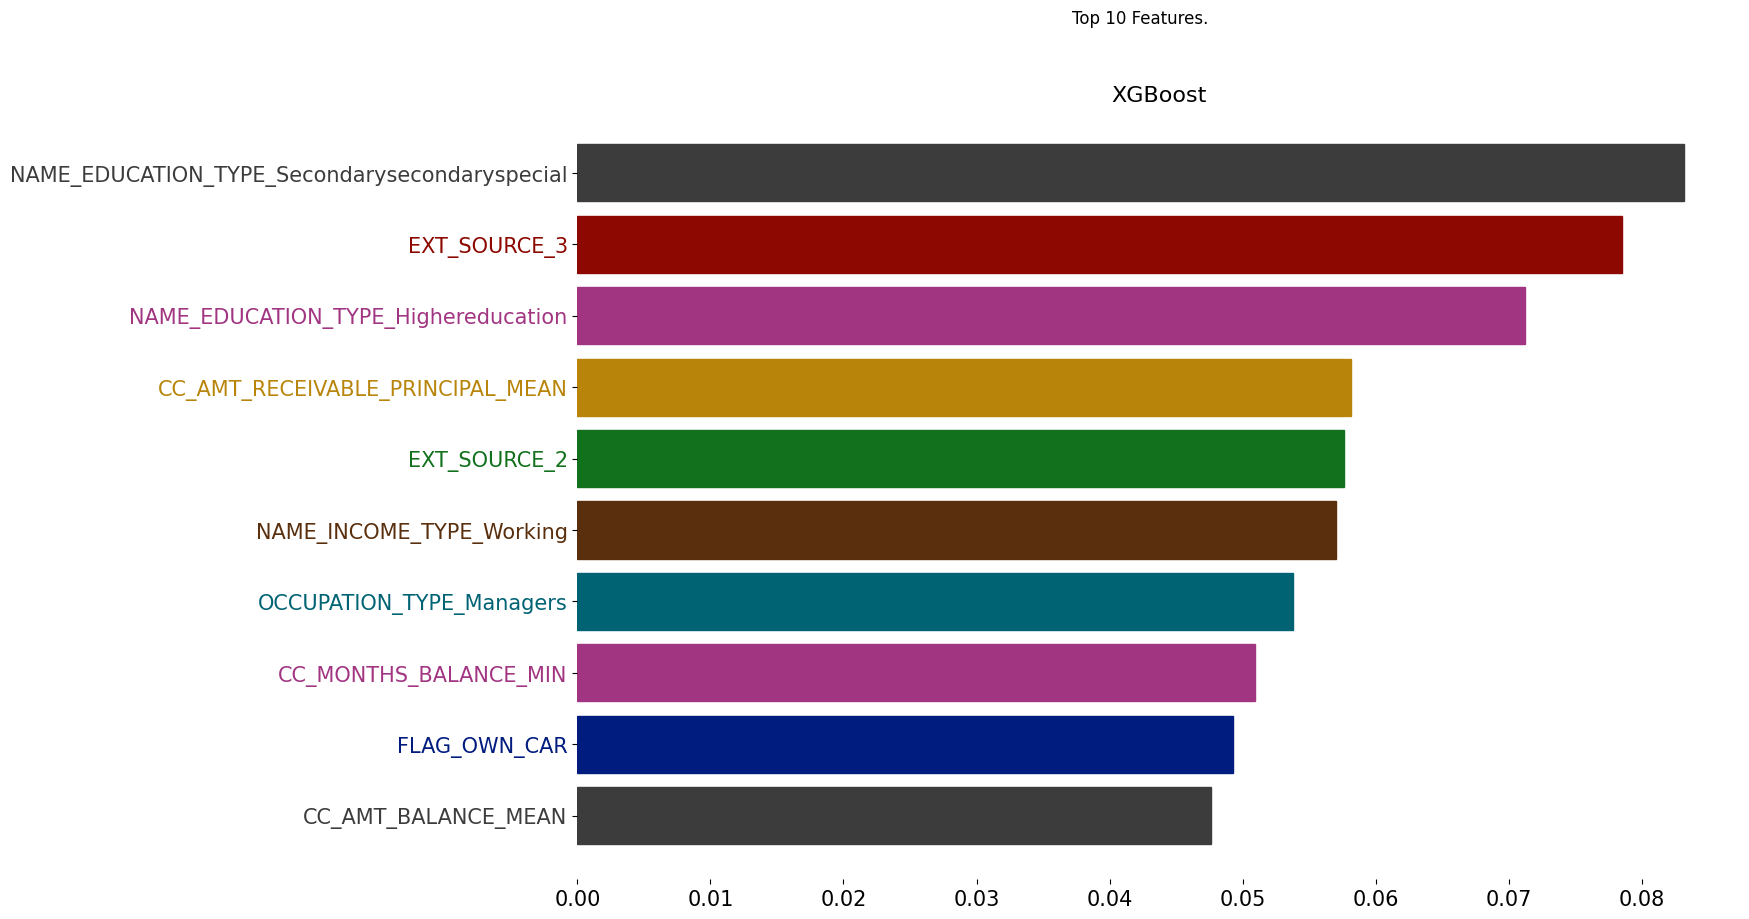 Top 10 Features.
XGBoost
NAME_EDUCATION_TYPE_Secondarysecondaryspecial
EXT_SOURCE_3
NAME_EDUCATION_TYPE_Highereducation
CC_AMT_RECEIVABLE_PRINCIPAL_MEAN
EXT_SOURCE_2
NAME_INCOME_TYPE_Working
OCCUPATION_TYPE_Managers
CC_MONTHS_BALANCE_MIN
FLAG_OWN_CAR
CC_AMT_BALANCE_MEAN
0.00 0.01 0.02 0.03 0.04 0.05 0.06 0.07 0.08